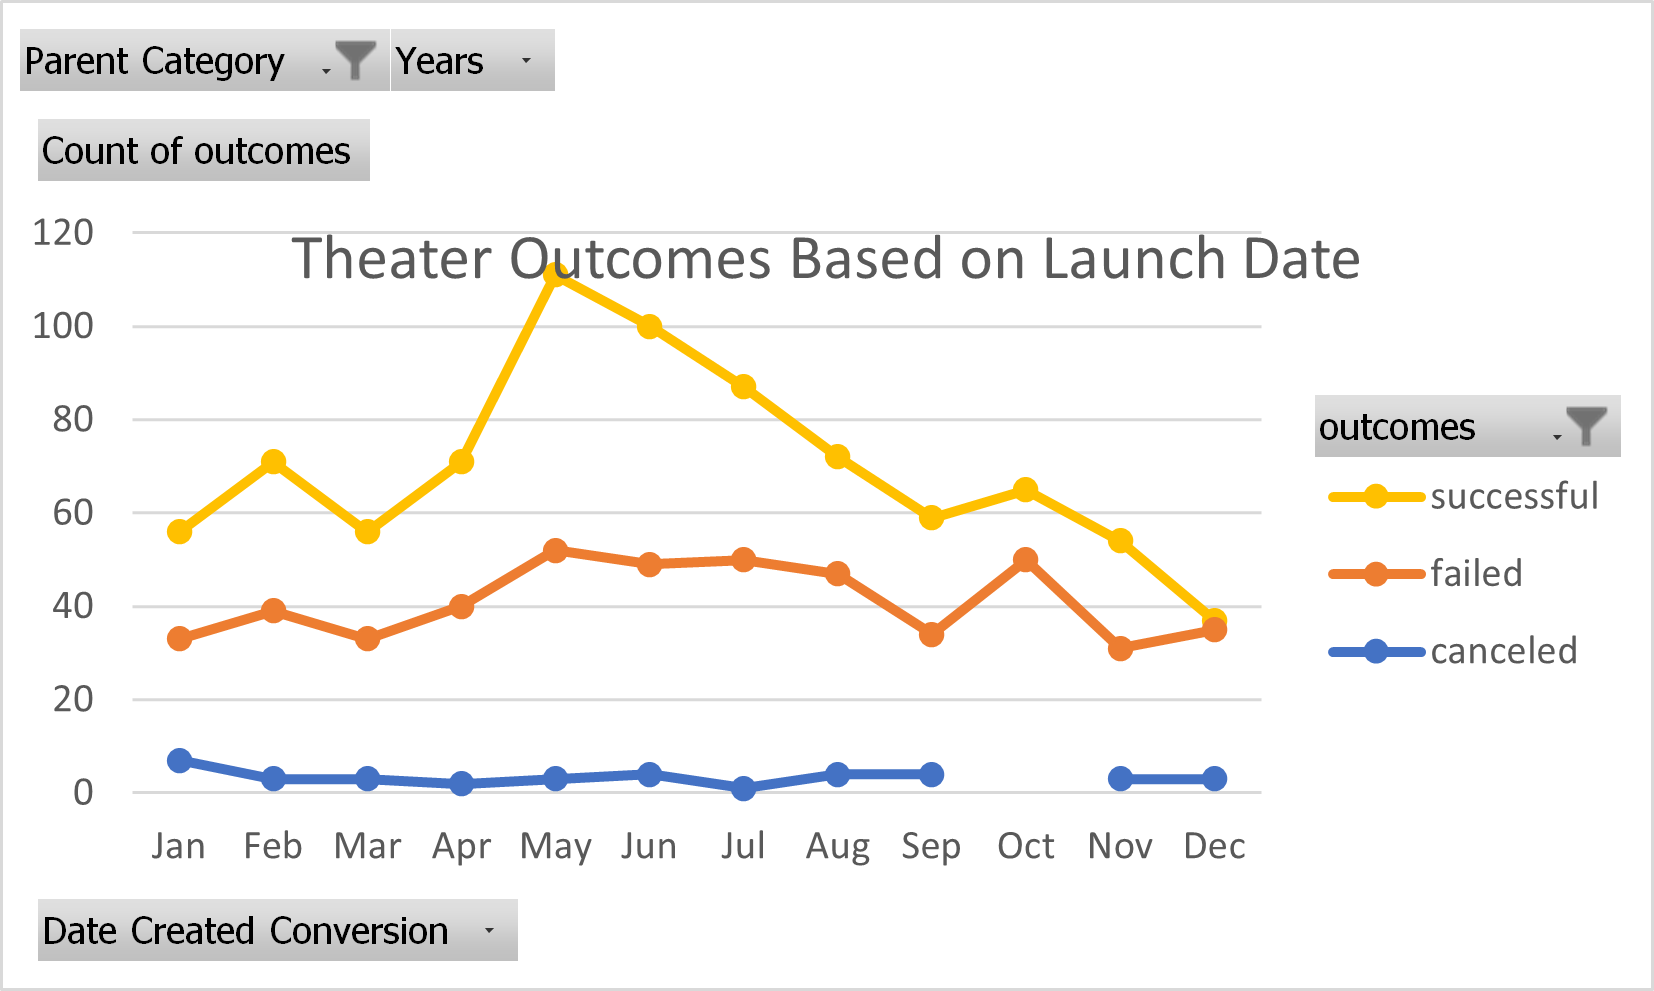 Parent Category Years
Count of outcomes
Theater Outcomes Based on Launch Date
120
100
80
60
40
20
0
Jan Feb Mar Apr May Jun Jul Aug Sep Oct Nov Dec
outcomes
successful
failed
canceled
Date Created Conversion